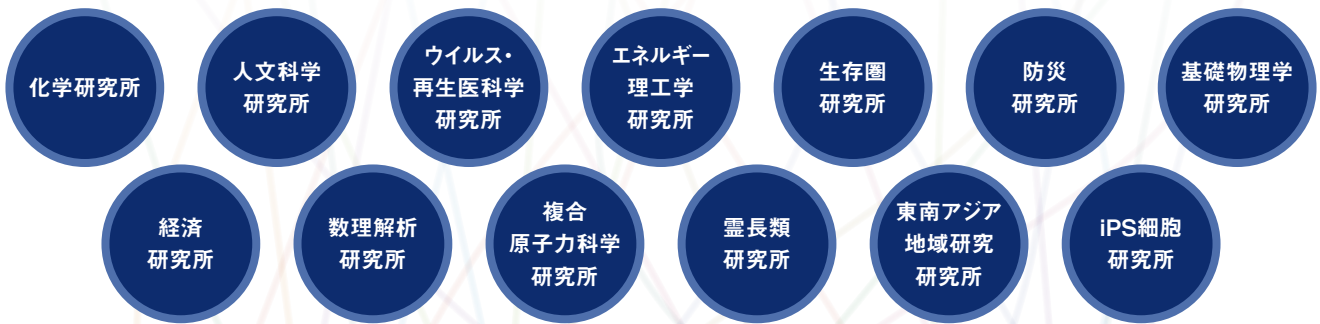 化学研究所
人文科学
研究所
ウイルス・
再生医科学
研究所
エネルギー
理工学
研究所
生存圏
研究所
防災
研究所
基礎物理学
研究所
経済
研究所
数理解析
研究所
複合
原子力科学
研究所
霊長類
研究所
東南アジア
地域研究
研究所
iPS細胞
研究所